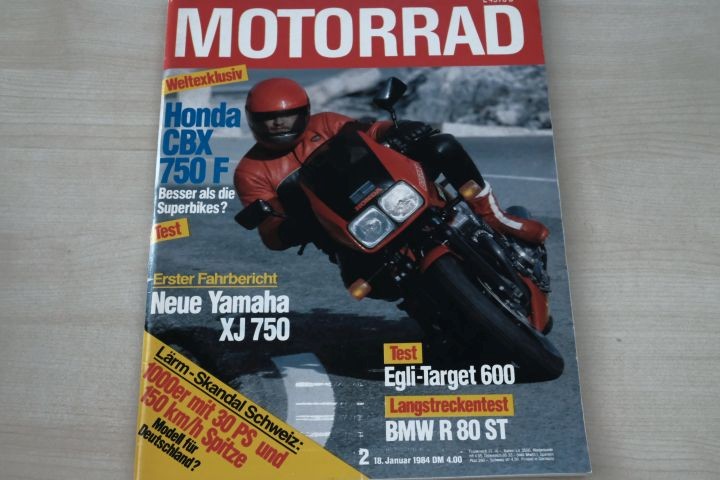 MOTORRAD
Weltexklusiv
Honda
CBX
750 F
Besser als die
Superbikes?
Test
HONDA
Erster Fahrbericht
Neue Yamaha
XJ 750
Test
Egli-Target 600
Langstreckentest
BMW R 80 ST
Lärm-Skandal Schweiz:
1000er mit 30 PS und
150 km/h Spitze
Modell für
Deutschland?
2 18. Januar 1984 DM 4.00